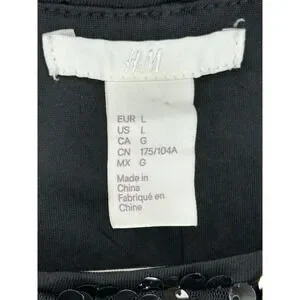 H&M
EUR L
US L
CA G
CN 175/104A
MX G
Made in
China
Fabriqué en
Chine